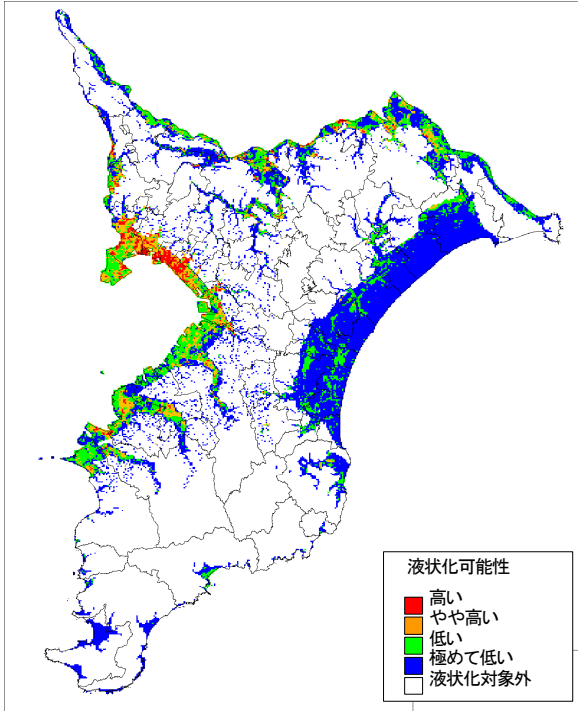 液状化可能性
高い
やや高い
低い
極めて低い
液状化対象外